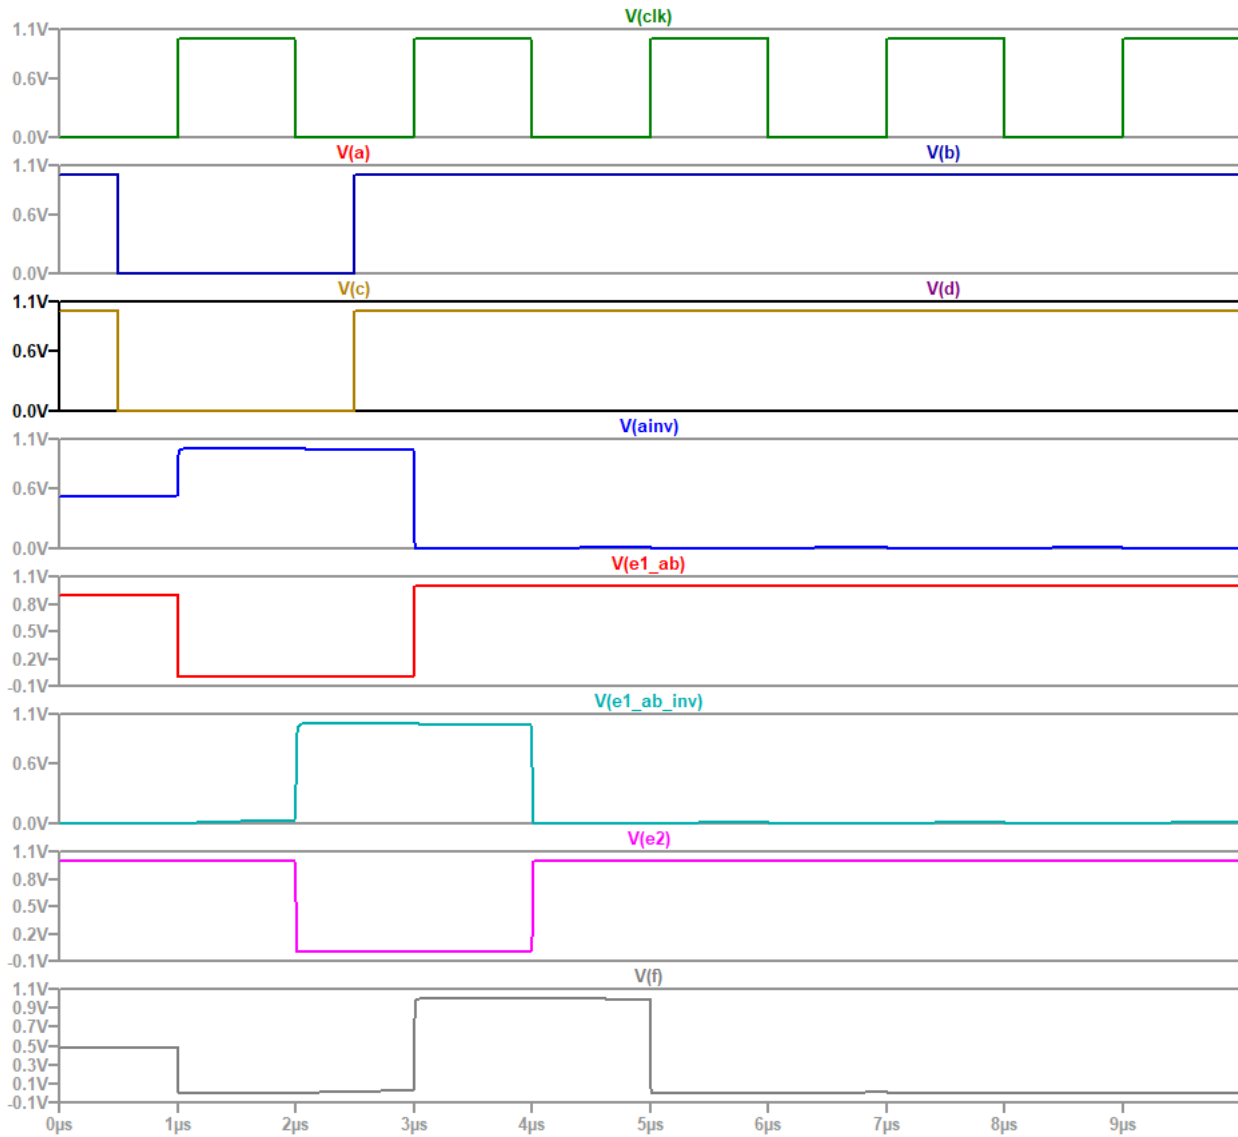 V(clk)
1.1V
0.6V
0.0V
V(a) V(b)
1.1V
0.6V
0.0V
V(c) V(d)
1.1V
0.6V
0.0V
V(ainv)
1.1V
0.6V
0.0V
V(e1_ab)
1.1V
0.8V
0.5V
0.2V
-0.1V
V(e1_ab_inv)
1.1V
0.6V
0.0V
V(e2)
1.1V
0.8V
0.5V
0.2V
-0.1V
V(f)
1.1V
0.9V
0.7V
0.5V
0.3V
0.1V
-0.1V
0µs 1µs 2µs 3µs 4µs 5µs 6µs 7µs 8µs 9µs